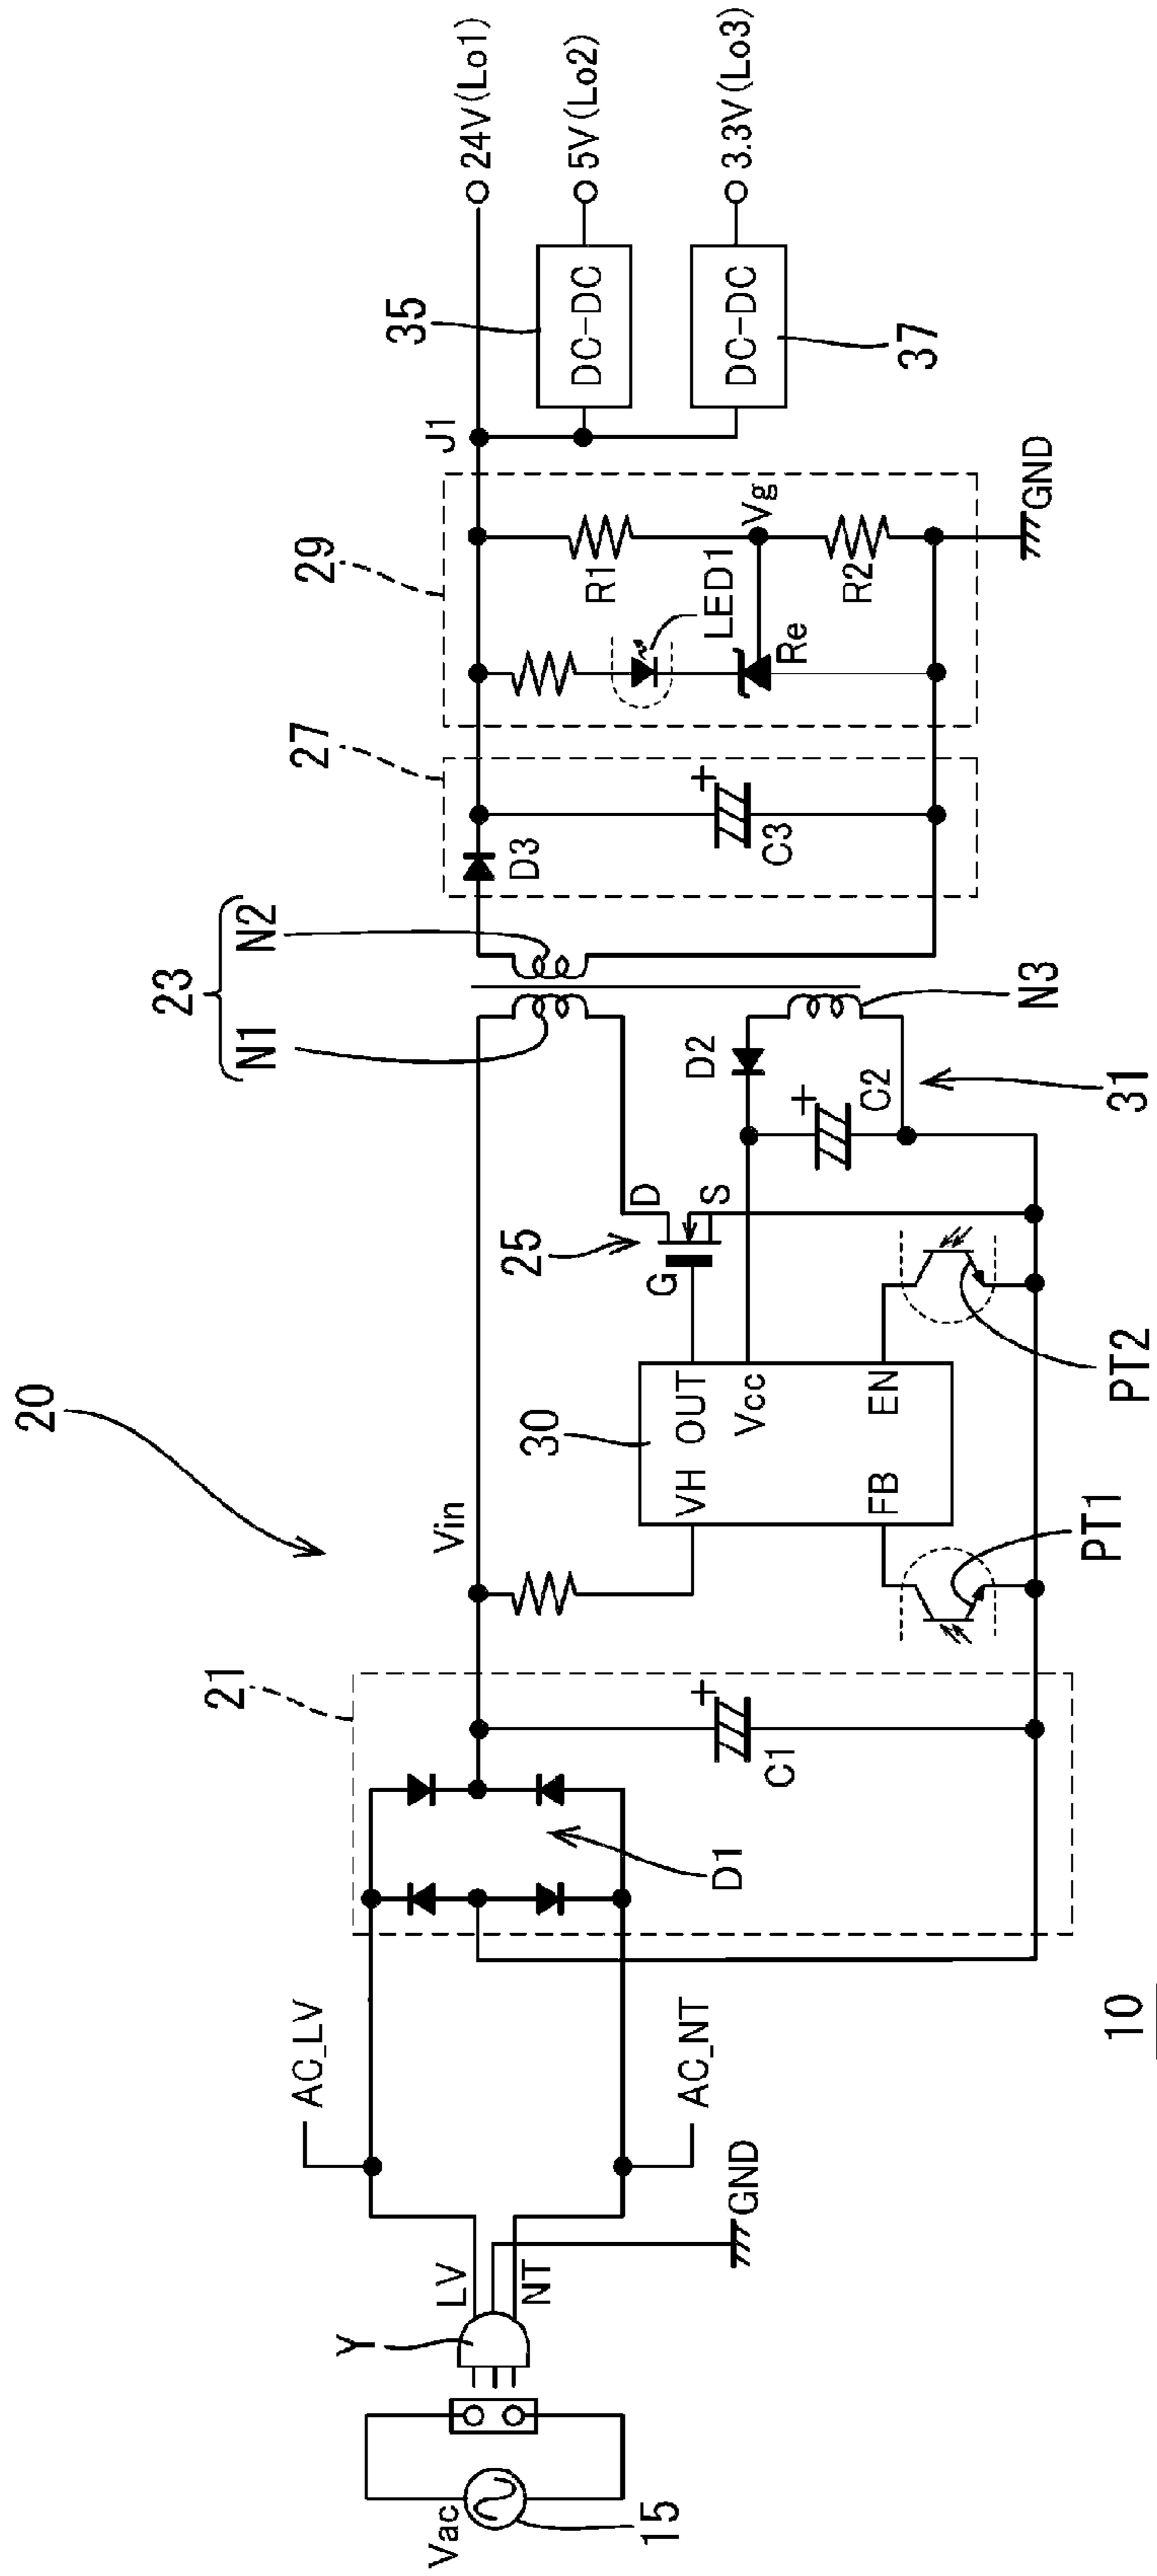 20
23
N1
N2
21
27
29
35
J1
24V(Lo1)
5V(Lo2)
3.3V(Lo3)
DC-DC
DC-DC
37
Vin
AC_LV
AC_NT
Y
LV
NT
GND
Vac
15
D1
C1
+
30
VH
OUT
Vcc
FB
EN
PT1
PT2
25
G
D
S
D2
C2
+
31
N3
D3
C3
+
R1
LED1
Vg
R2
Re
GND
10